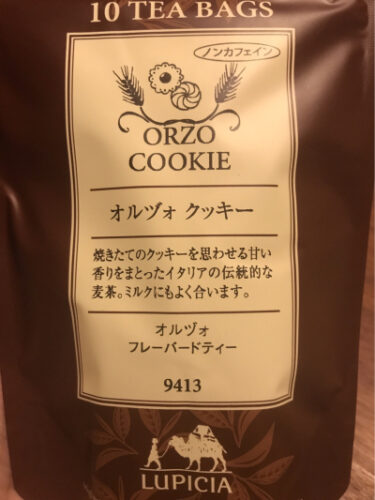 10 TEA BAGS
ノンカフェイン
ORZO
COOKIE
オルヅォ クッキー
焼きたてのクッキーを思わせる甘い
香りをまとったイタリアの伝統的な
麦茶。ミルクにもよく合います。
オルヅォ
フレーバードティー
9413
LUPICIA